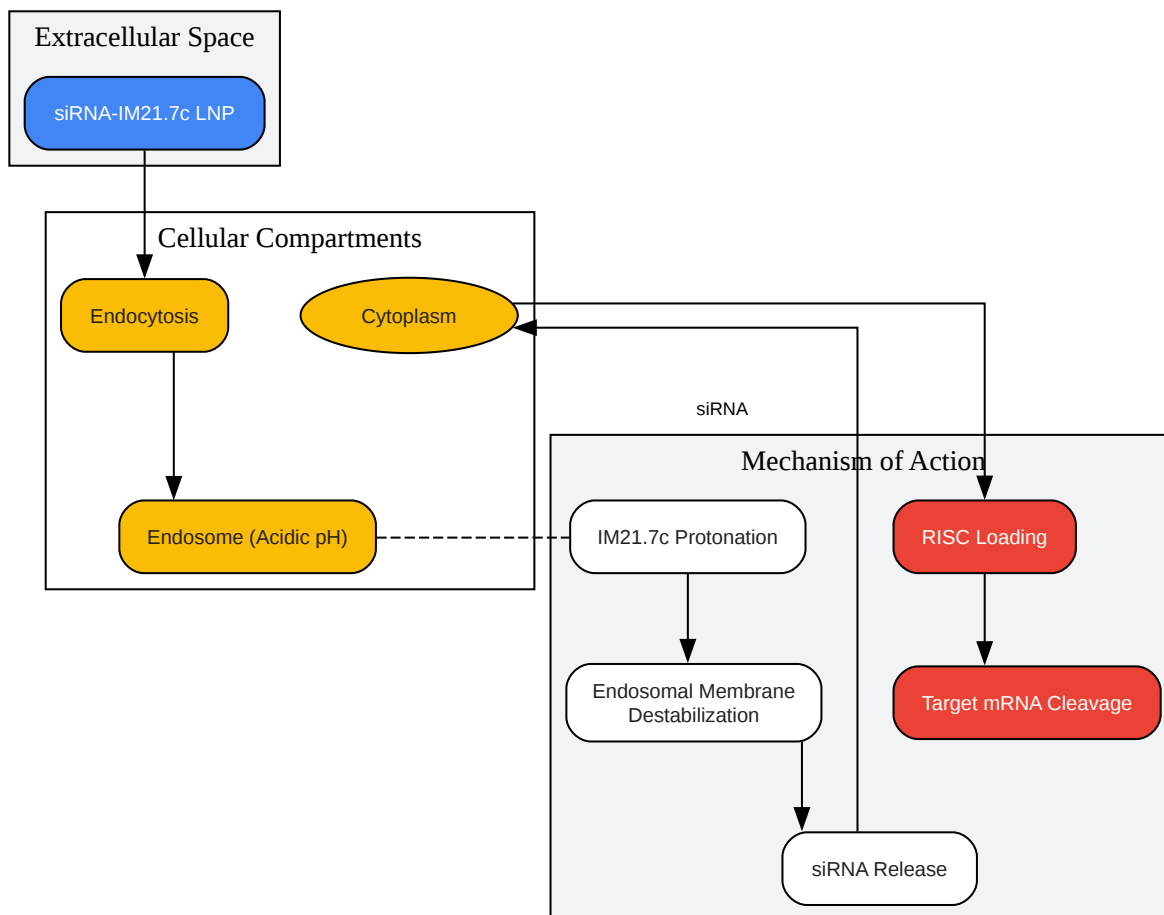 Extracellular Space
siRNA-IM21.7c LNP
Cellular Compartments
Endocytosis
Cytoplasm
siRNA
Mechanism of Action
Endosome (Acidic pH)
IM21.7c Protonation
RISC Loading
Endosomal Membrane
Destabilization
Target mRNA Cleavage
siRNA Release